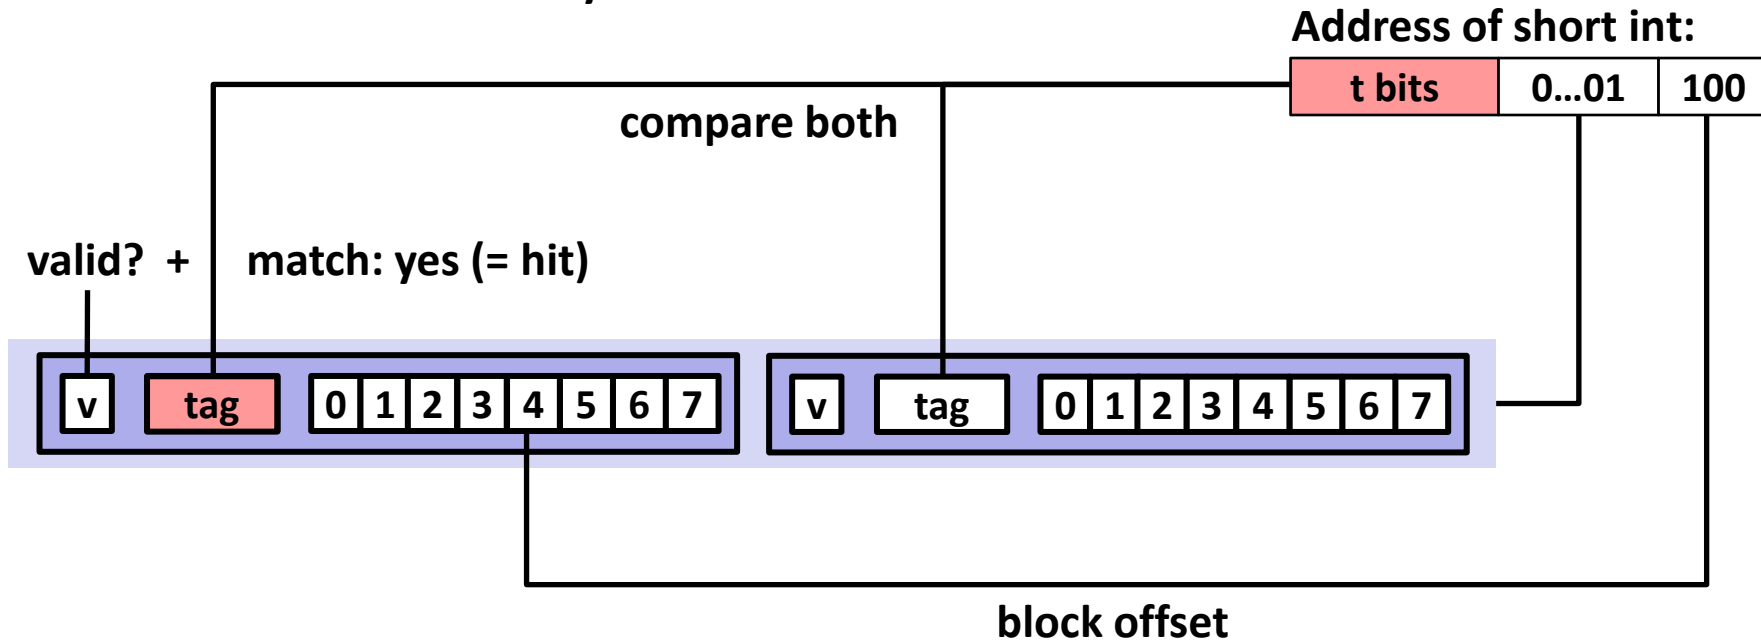 Address of short int:
t bits 0...01 100
compare both
valid? + match: yes (= hit)
v tag 0 1 2 3 4 5 6 7 v tag 0 1 2 3 4 5 6 7
block offset